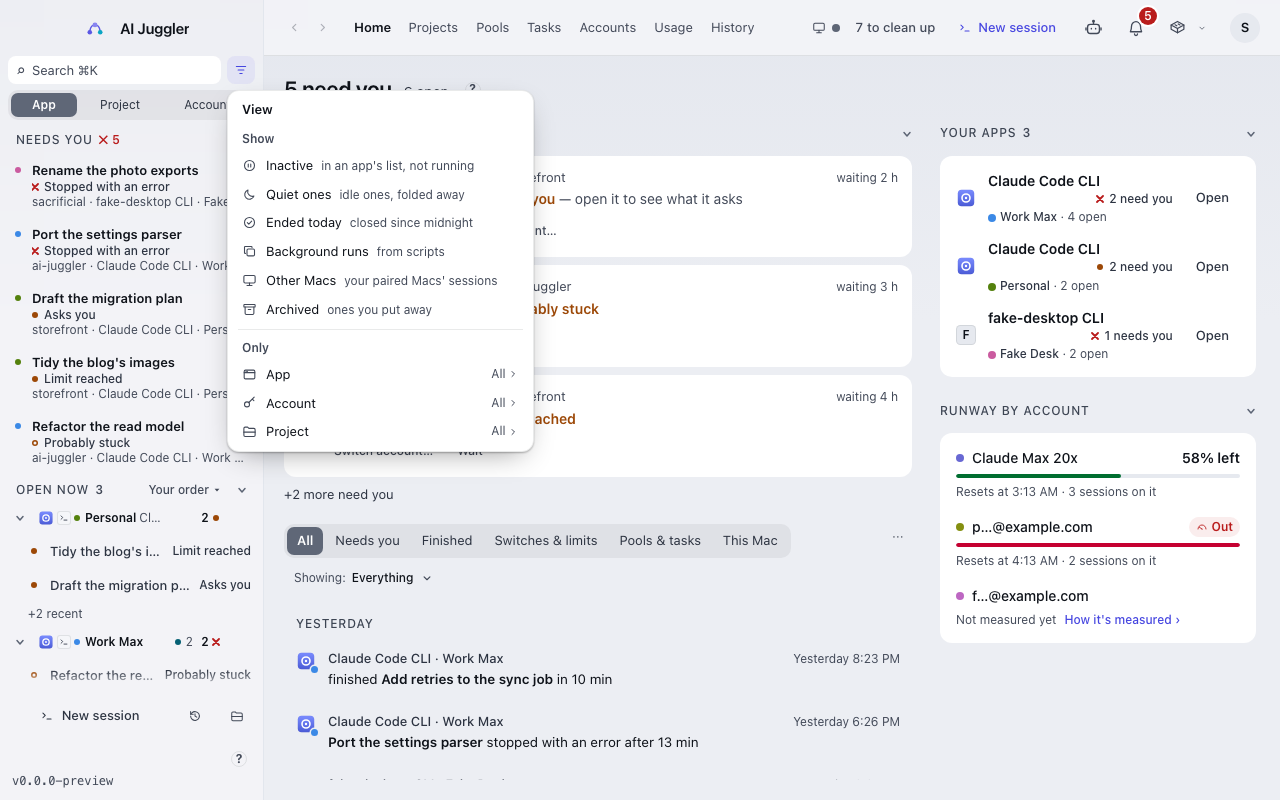 AI Juggler
Search ⌘K
App
Project
Accoun
NEEDS YOU 5
Rename the photo exports
Stopped with an error
sacrificial · fake-desktop CLI · Fake
Port the settings parser
Stopped with an error
ai-juggler · Claude Code CLI · Work
Draft the migration plan
Asks you
storefront · Claude Code CLI · Pers
Tidy the blog's images
Limit reached
storefront · Claude Code CLI · Pers
Refactor the read model
Probably stuck
ai-juggler · Claude Code CLI · Work ...
OPEN NOW 3
Your order
Personal Cl...
2
Tidy the blog's i...
Limit reached
Draft the migration p...
Asks you
+2 recent
Work Max
2
2
Refactor the re...
Probably stuck
New session
?
v0.0.0-preview
Home
Projects
Pools
Tasks
Accounts
Usage
History
7 to clean up
New session
5
S
5 need you
6 open
?
View
Show
Inactive in an app's list, not running
Quiet ones idle ones, folded away
Ended today closed since midnight
Background runs from scripts
Other Macs your paired Macs' sessions
Archived ones you put away
Only
App
All ›
Account
All ›
Project
All ›
efront
waiting 2 h
you — open it to see what it asks
nt...
uggler
waiting 3 h
ably stuck
efront
waiting 4 h
ached
Switch account...
Wait
+2 more need you
All
Needs you
Finished
Switches & limits
Pools & tasks
This Mac
...
Showing: Everything
YESTERDAY
Claude Code CLI · Work Max
Yesterday 8:23 PM
finished Add retries to the sync job in 10 min
Claude Code CLI · Work Max
Yesterday 6:26 PM
Port the settings parser stopped with an error after 13 min
YOUR APPS 3
Claude Code CLI
2 need you
Work Max · 4 open
Open
Claude Code CLI
2 need you
Personal · 2 open
Open
F
fake-desktop CLI
1 needs you
Fake Desk · 2 open
Open
RUNWAY BY ACCOUNT
Claude Max 20x
58% left
Resets at 3:13 AM · 3 sessions on it
p...@example.com
Out
Resets at 4:13 AM · 2 sessions on it
f...@example.com
Not measured yet How it's measured ›